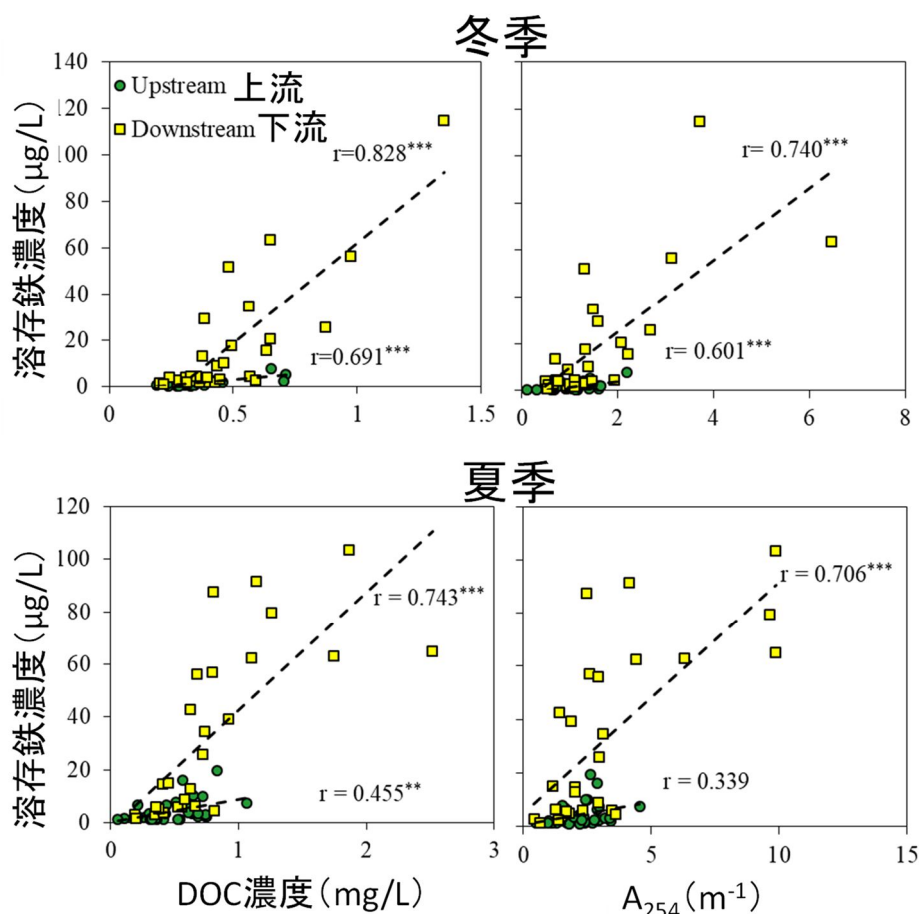 冬季
140
120
100
80
60
40
20
0
溶存鉄濃度(μg/L)
Upstream 上流
Downstream 下流
r=0.828***
r=0.691***
0 0.5 1 1.5
r= 0.740***
r= 0.601***
0 2 4 6 8
夏季
120
100
80
60
40
20
0
溶存鉄濃度(μg/L)
r = 0.743***
r = 0.455**
0 1 2 3
DOC濃度(mg/L)
r = 0.706***
r = 0.339
0 5 10 15
A254(m-1)